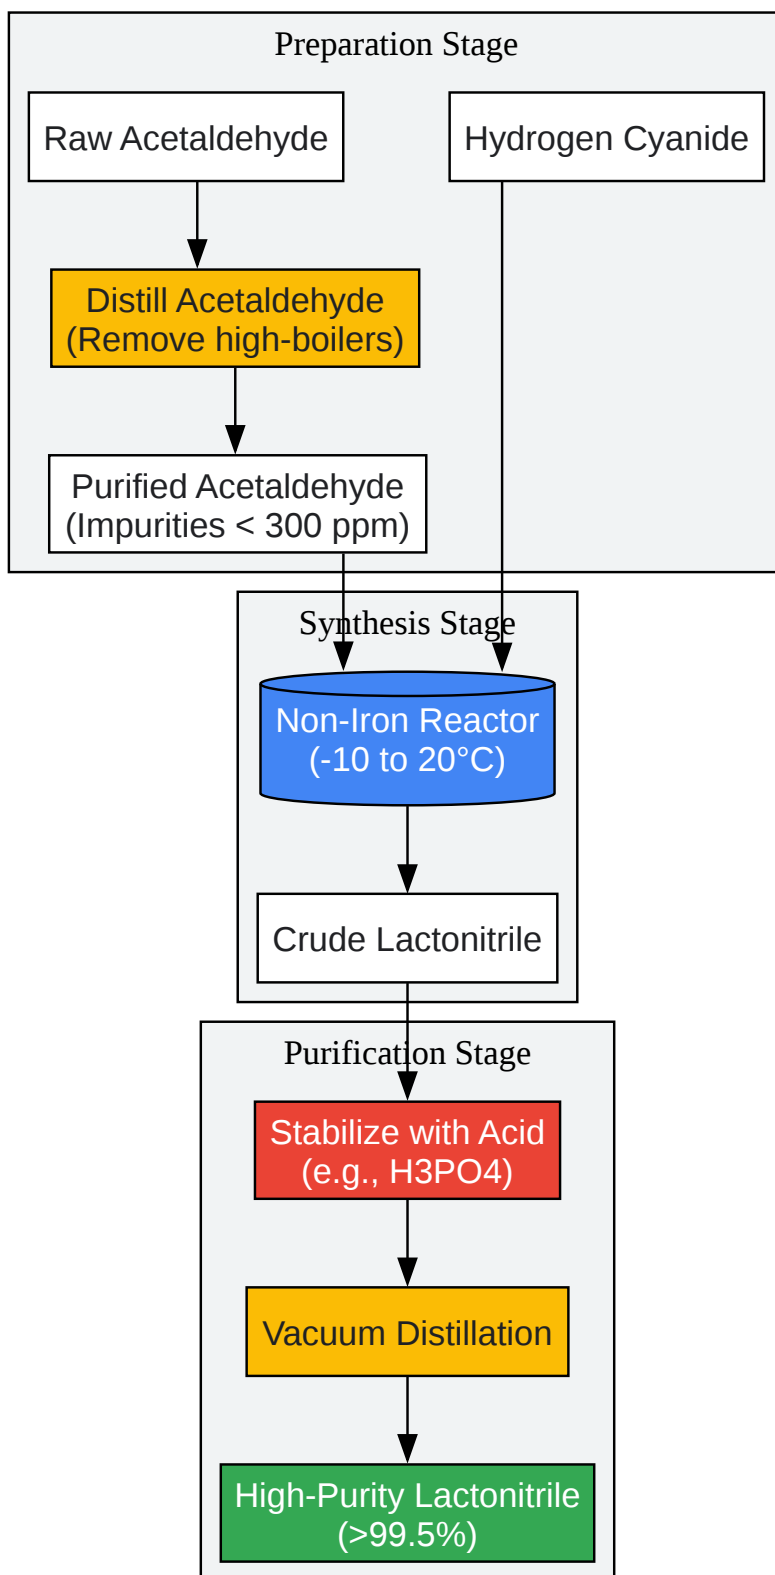 Preparation Stage
Raw Acetaldehyde
Hydrogen Cyanide
Distill Acetaldehyde
(Remove high-boilers)
Purified Acetaldehyde
(Impurities < 300 ppm)
Synthesis Stage
Non-Iron Reactor
(-10 to 20°C)
Crude Lactonitrile
Purification Stage
Stabilize with Acid
(e.g., H3PO4)
Vacuum Distillation
High-Purity Lactonitrile
(>99.5%)